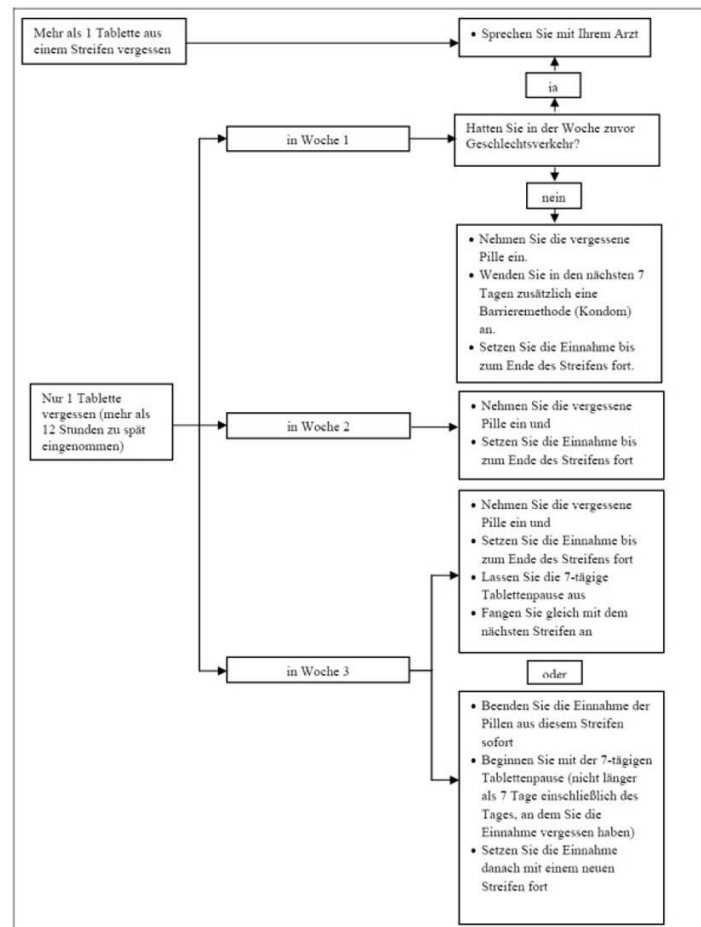 Mehr als 1 Tablette aus
einem Streifen vergessen
• Sprechen Sie mit Ihrem Arzt
ja
in Woche 1
Hatten Sie in der Woche zuvor
Geschlechtsverkehr?
nein
• Nehmen Sie die vergessene
Pille ein.
• Wenden Sie in den nächsten 7
Tagen zusätzlich eine
Barrieremethode (Kondom)
an.
• Setzen Sie die Einnahme bis
zum Ende des Streifens fort.
Nur 1 Tablette
vergessen (mehr als
12 Stunden zu spät
eingenommen)
in Woche 2
• Nehmen Sie die vergessene
Pille ein und
• Setzen Sie die Einnahme bis
zum Ende des Streifens fort
in Woche 3
• Nehmen Sie die vergessene
Pille ein und
• Setzen Sie die Einnahme bis
zum Ende des Streifens fort
• Lassen Sie die 7-tägige
Tablettenpause aus
• Fangen Sie gleich mit dem
nächsten Streifen an
oder
• Beenden Sie die Einnahme der
Pillen aus diesem Streifen
sofort
• Beginnen Sie mit der 7-tägigen
Tablettenpause (nicht länger
als 7 Tage einschließlich des
Tages, an dem Sie die
Einnahme vergessen haben)
• Setzen Sie die Einnahme
danach mit einem neuen
Streifen fort